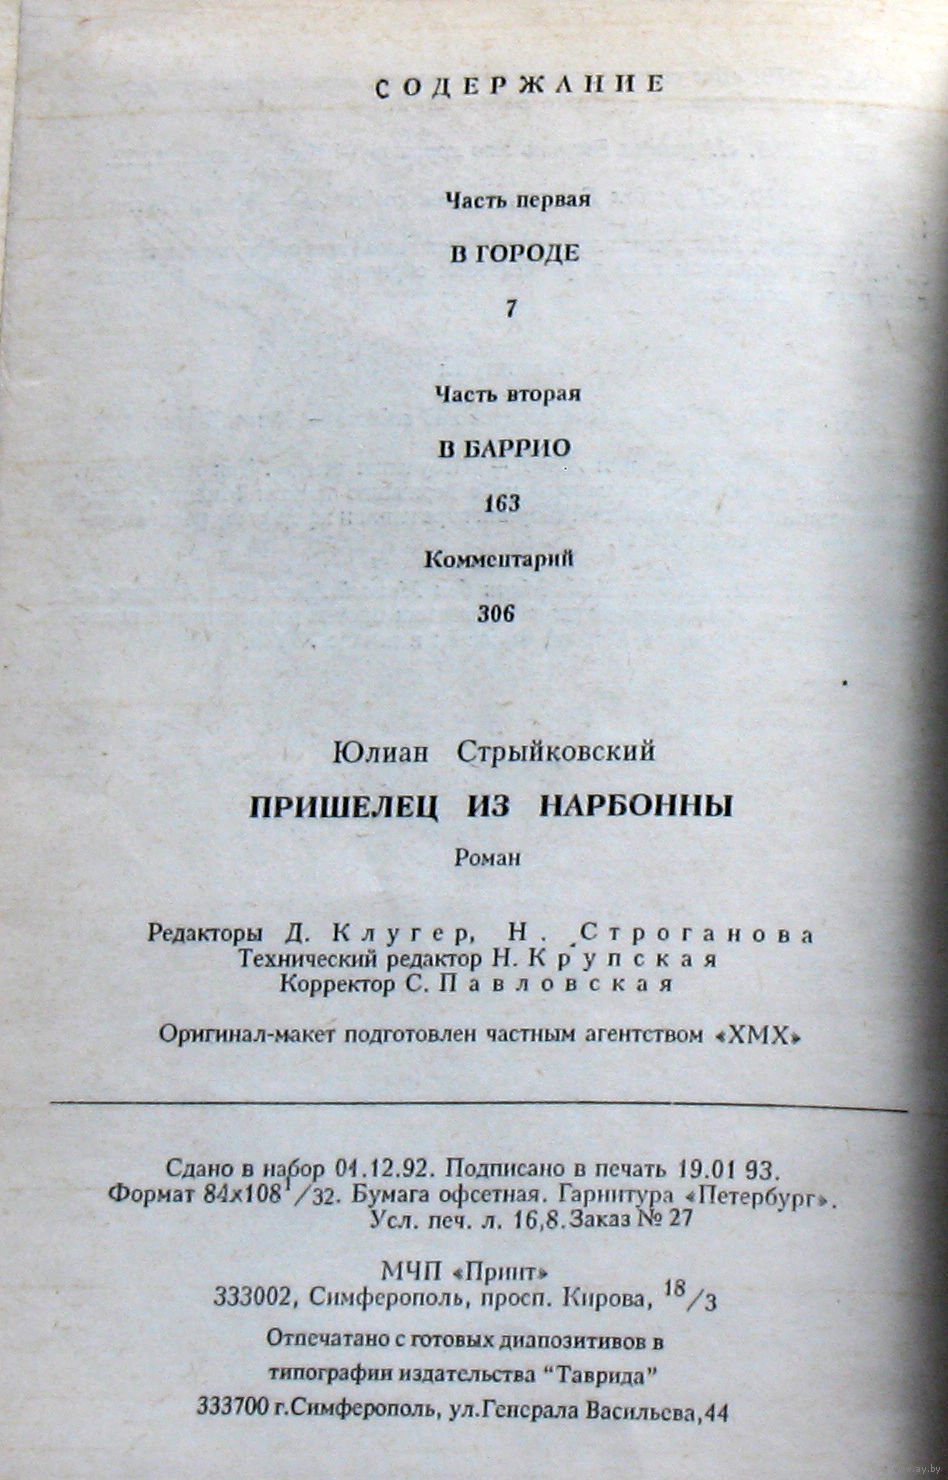 СОДЕРЖАНИЕ
Часть первая
В ГОРОДЕ
7
Часть вторая
В БАРРИО
163
Комментарий
306
Юлиан Стрыйковский
ПРИШЕЛЕЦ ИЗ НАРБОННЫ
Роман
Редакторы Д. Клугер, Н. Строганова
Технический редактор Н. Крупская
Корректор С. Павловская
Оригинал-макет подготовлен частным агентством «ХМХ»
Сдано в набор 01.12.92. Подписано в печать 19.01 93.
Формат 84x108 1/32. Бумага офсетная. Гарнитура «Петербург».
Усл. печ. л. 16,8. Заказ № 27
МЧП «Принт»
333002, Симферополь, просп. Кирова, 18/3
Отпечатано с готовых диапозитивов в
типографии издательства "Таврида"
333700 г.Симферополь, ул.Генерала Васильева,44